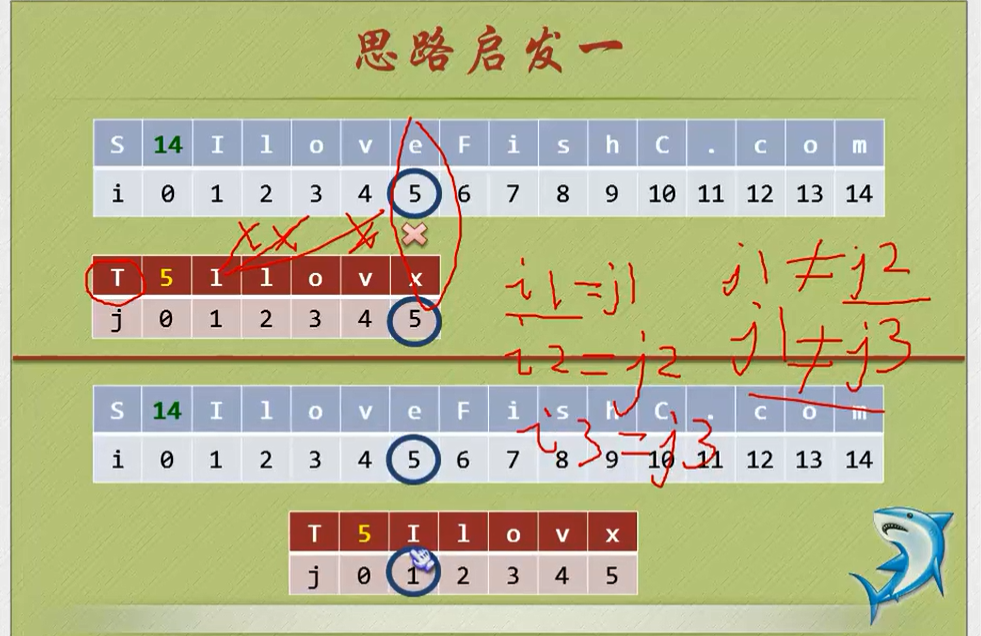 思路启发一
S 14 I l o v e F i s h C . c o m
i 0 1 2 3 4 5 6 7 8 9 10 11 12 13 14
T 5 I l o v x
j 0 1 2 3 4 5
i1=j1
i2=j2
i3=j3
j1≠j2
j1≠j3
S 14 I l o v e F i s h C . c o m
i 0 1 2 3 4 5 6 7 8 9 10 11 12 13 14
T 5 I l o v x
j 0 1 2 3 4 5